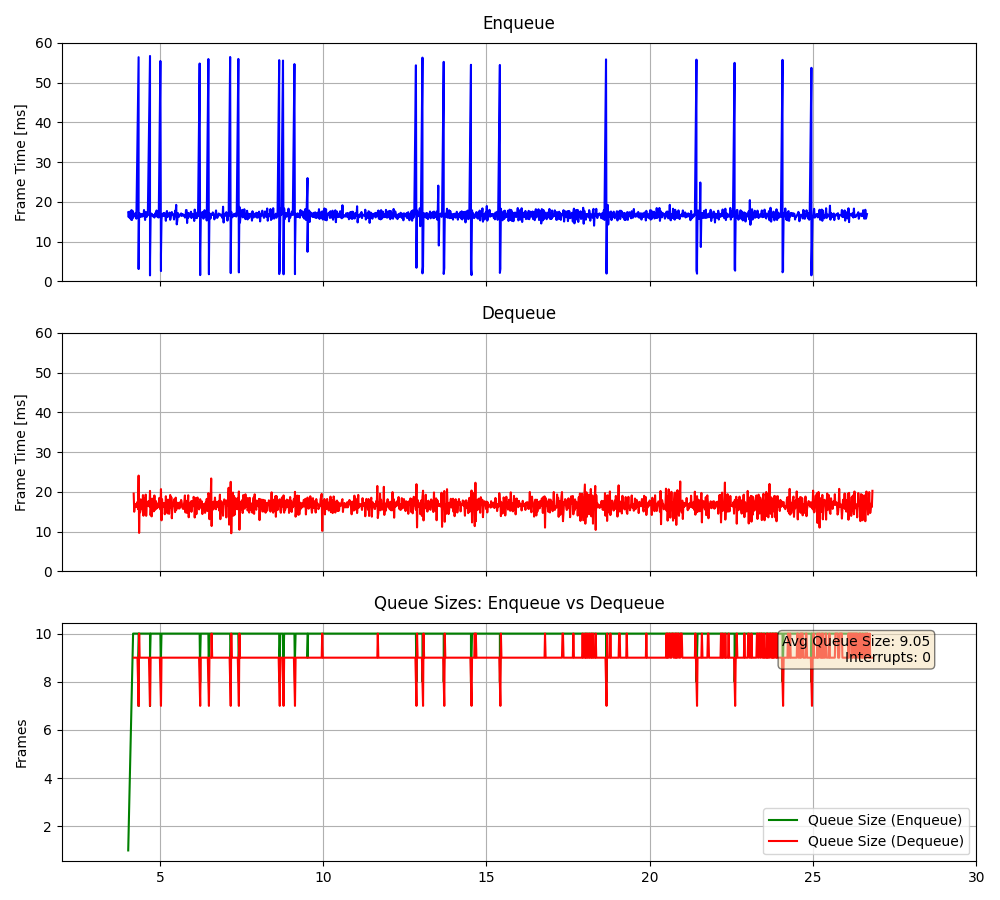 Enqueue
Frame Time [ms]
60
50
40
30
20
10
0
Dequeue
Frame Time [ms]
60
50
40
30
20
10
0
Queue Sizes: Enqueue vs Dequeue
Frames
10
8
6
4
2
Avg Queue Size: 9.05
Interrupts: 0
Queue Size (Enqueue)
Queue Size (Dequeue)
5 10 15 20 25 30